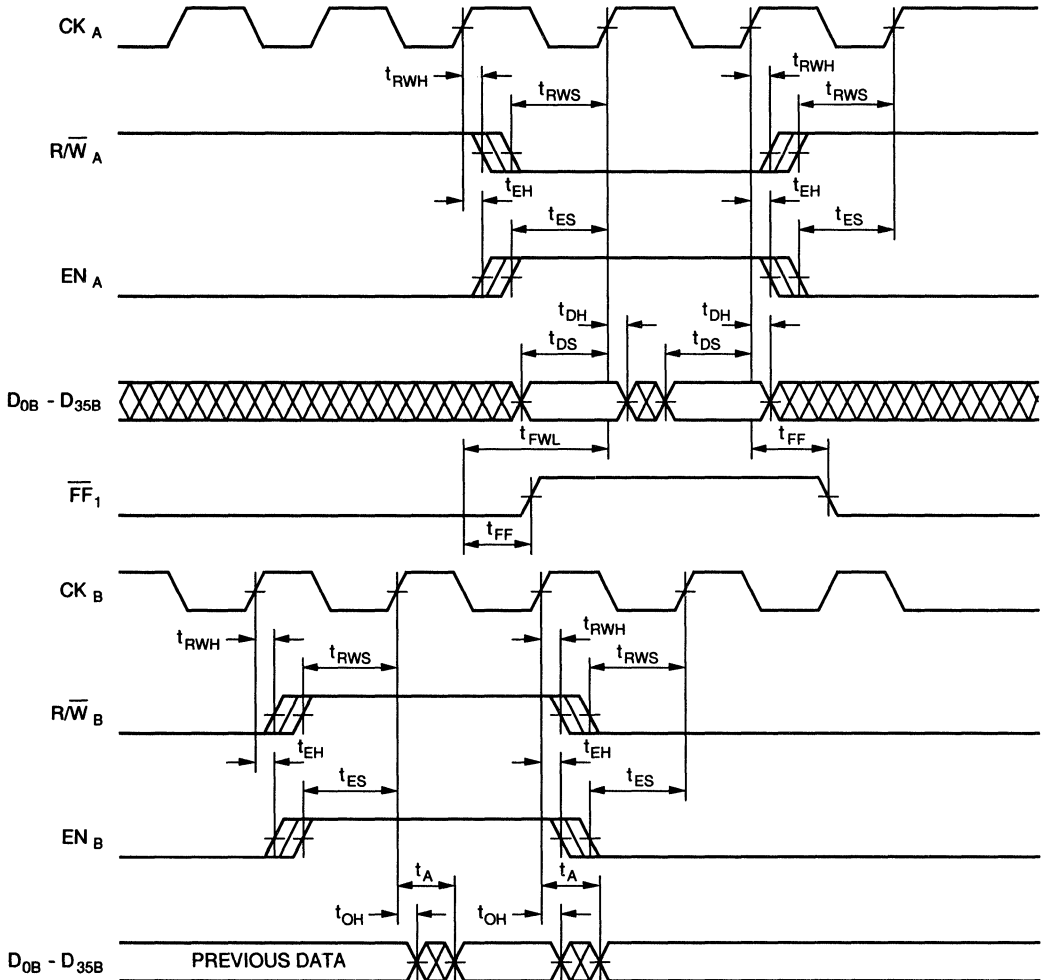 CK A
tRWH
tRWH
tRWS
tRWS
R/W̅ A
tEH
tEH
tES
tES
EN A
tDH
tDH
tDS
tDS
D0B - D35B
tFWL
tFF
F̅F̅1
tFF
CK B
tRWH
tRWH
tRWS
tRWS
R/W̅ B
tEH
tEH
tES
tES
EN B
tA
tA
tOH
tOH
D0B - D35B
PREVIOUS DATA